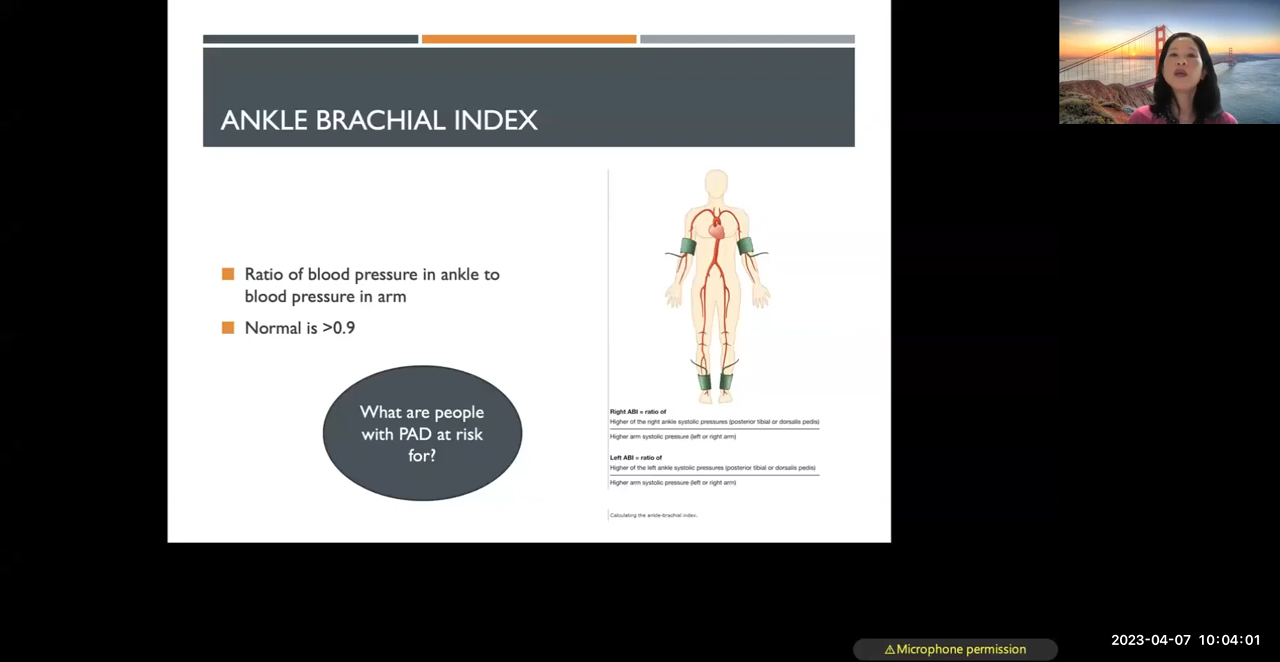 ANKLE BRACHIAL INDEX
Ratio of blood pressure in ankle to
blood pressure in arm
Normal is >0.9
What are people
with PAD at risk
for?
Right ABI = ratio of
Higher of the right ankle systolic pressures (posterior tibial or dorsalis pedis)
Higher arm systolic pressure (left or right arm)
Left ABI = ratio of
Higher of the left ankle systolic pressures (posterior tibial or dorsalis pedis)
Higher arm systolic pressure (left or right arm)
Calculating the ankle-brachial index.
⚠Microphone permission
2023-04-07 10:04:01